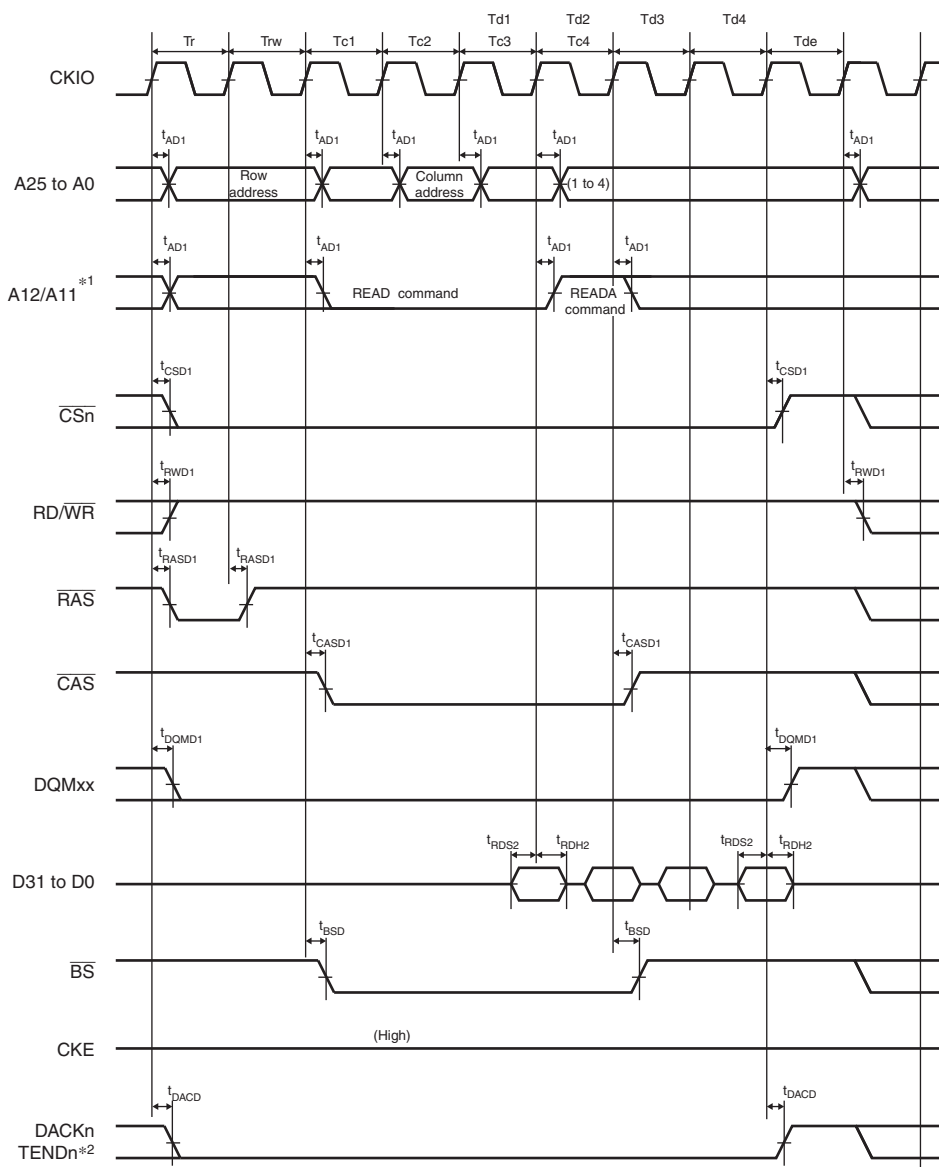 Td1 Td2 Td3 Td4
Tr Trw Tc1 Tc2 Tc3 Tc4 Tde
CKIO
tAD1 tAD1 tAD1 tAD1 tAD1 tAD1
A25 to A0
Row address
Column address
(1 to 4)
tAD1 tAD1 tAD1 tAD1
A12/A11*1
READ command
READA command
tCSD1 tCSD1
CSn
tRWD1 tRWD1
RD/WR
tRASD1 tRASD1
RAS
tCASD1 tCASD1
CAS
tDQMD1 tDQMD1
DQMxx
tRDS2 tRDH2 tRDS2 tRDH2
D31 to D0
tBSD tBSD
BS
(High)
CKE
tDACD tDACD
DACKn
TENDn*2